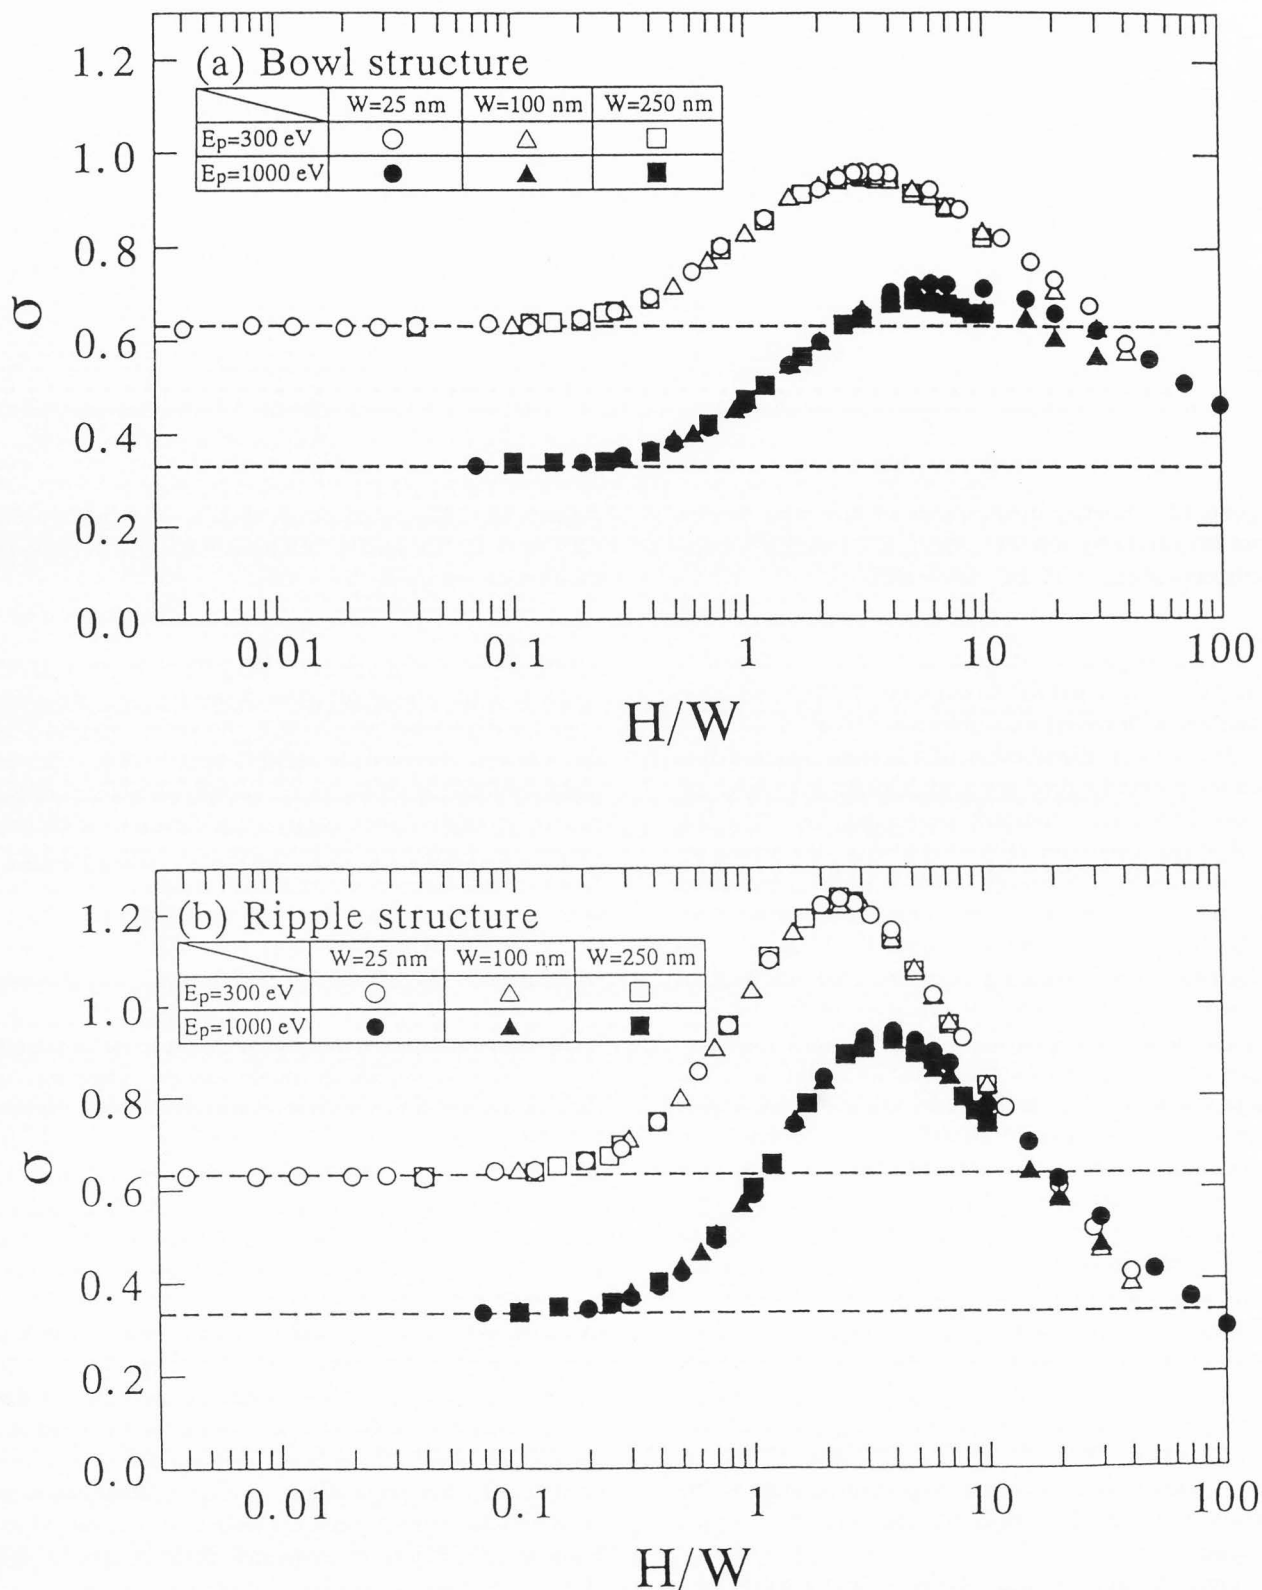 (a) Bowl structure
W=25 nm W=100 nm W=250 nm
Ep=300 eV
Ep=1000 eV
1.2
1.0
0.8
0.6
0.4
0.2
0.0
σ
0.01 0.1 1 10 100
H/W
(b) Ripple structure
W=25 nm W=100 nm W=250 nm
Ep=300 eV
Ep=1000 eV
1.2
1.0
0.8
0.6
0.4
0.2
0.0
σ
0.01 0.1 1 10 100
H/W